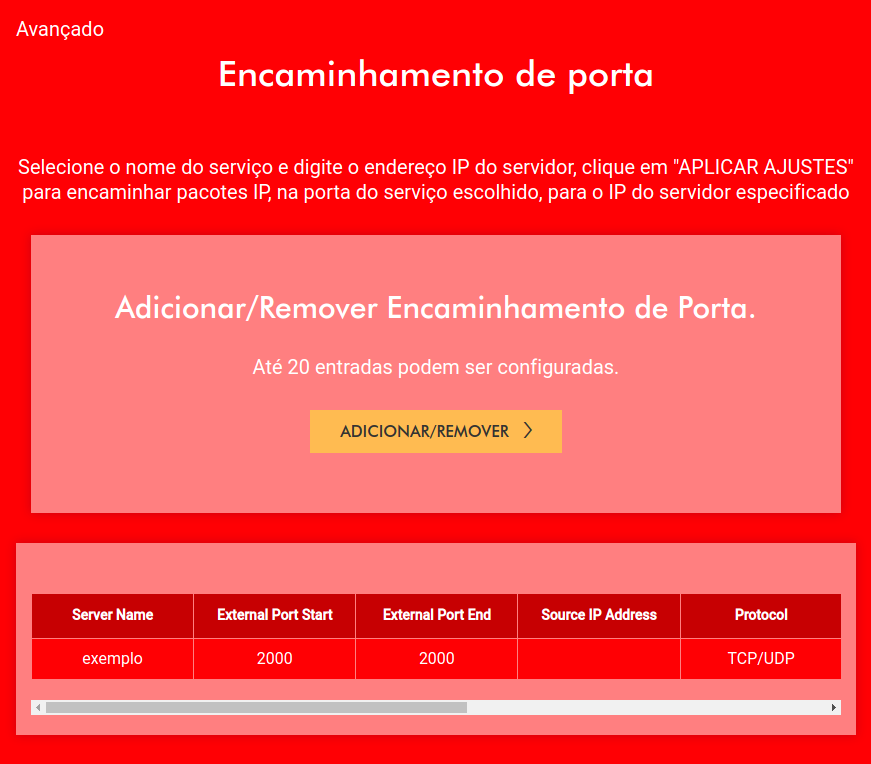 Avançado
Encaminhamento de porta
Selecione o nome do serviço e digite o endereço IP do servidor, clique em "APLICAR AJUSTES"
para encaminhar pacotes IP, na porta do serviço escolhido, para o IP do servidor especificado
Adicionar/Remover Encaminhamento de Porta.
Até 20 entradas podem ser configuradas.
ADICIONAR/REMOVER
Server Name External Port Start External Port End Source IP Address Protocol
exemplo 2000 2000 TCP/UDP